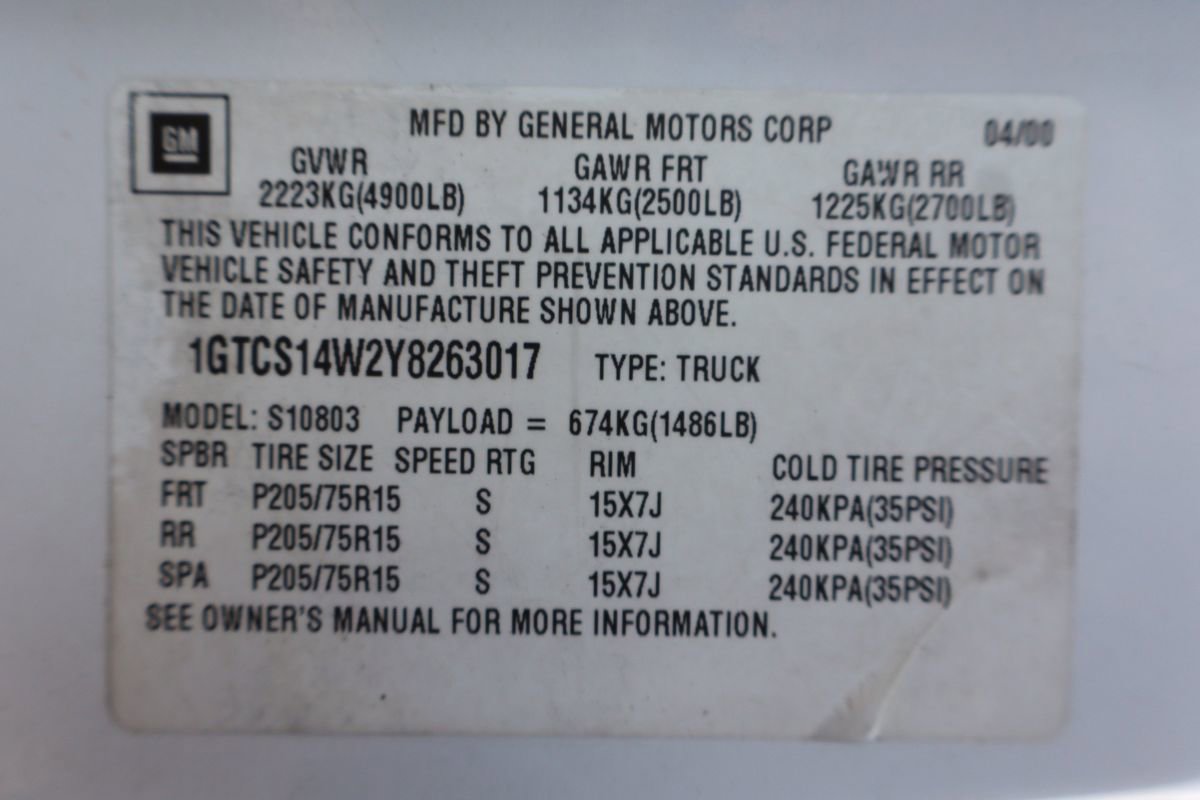 GM
MFD BY GENERAL MOTORS CORP 04/00
GVWR GAWR FRT GAWR RR
2223KG(4900LB) 1134KG(2500LB) 1225KG(2700LB)
THIS VEHICLE CONFORMS TO ALL APPLICABLE U.S. FEDERAL MOTOR
VEHICLE SAFETY AND THEFT PREVENTION STANDARDS IN EFFECT ON
THE DATE OF MANUFACTURE SHOWN ABOVE.
1GTCS14W2Y8263017 TYPE: TRUCK
MODEL: S10803 PAYLOAD = 674KG(1486LB)
SPBR TIRE SIZE SPEED RTG RIM COLD TIRE PRESSURE
FRT P205/75R15 S 15X7J 240KPA(35PSI)
RR P205/75R15 S 15X7J 240KPA(35PSI)
SPA P205/75R15 S 15X7J 240KPA(35PSI)
SEE OWNER'S MANUAL FOR MORE INFORMATION.